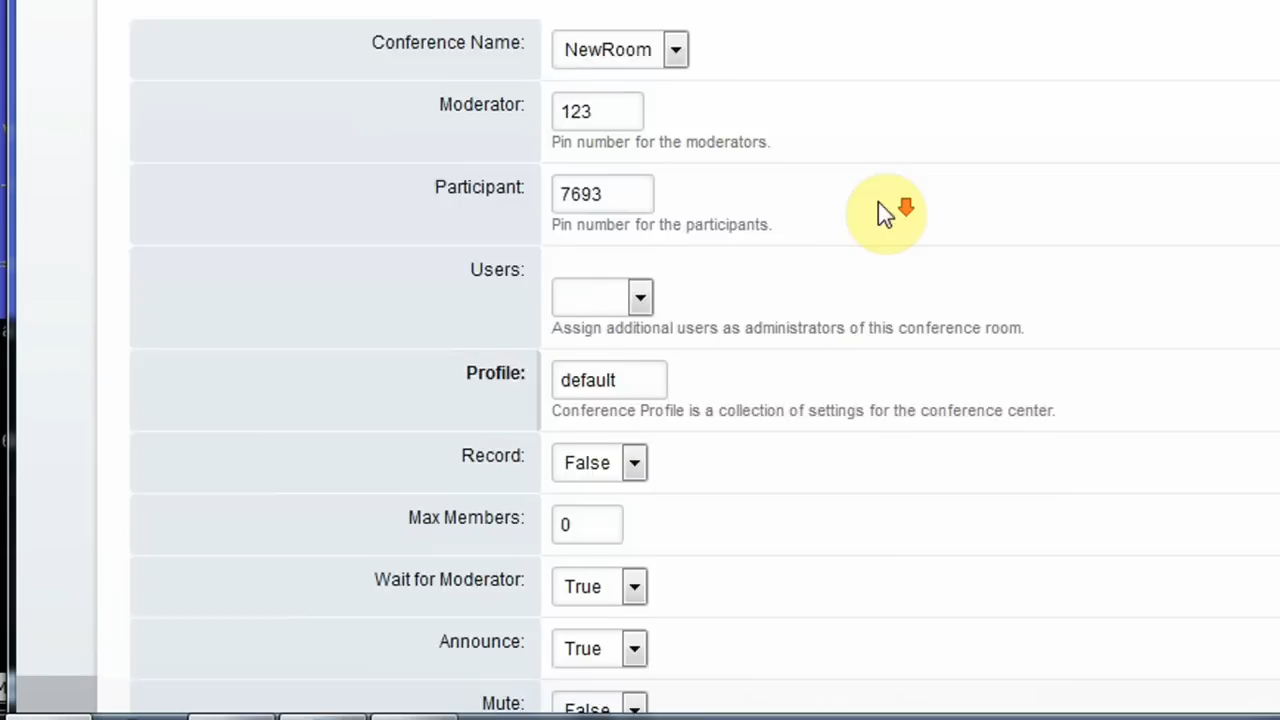 Conference Name: NewRoom
Moderator: 123
Pin number for the moderators.
Participant: 7693
Pin number for the participants.
Users:
Assign additional users as administrators of this conference room.
Profile: default
Conference Profile is a collection of settings for the conference center.
Record: False
Max Members: 0
Wait for Moderator: True
Announce: True
Mute: False